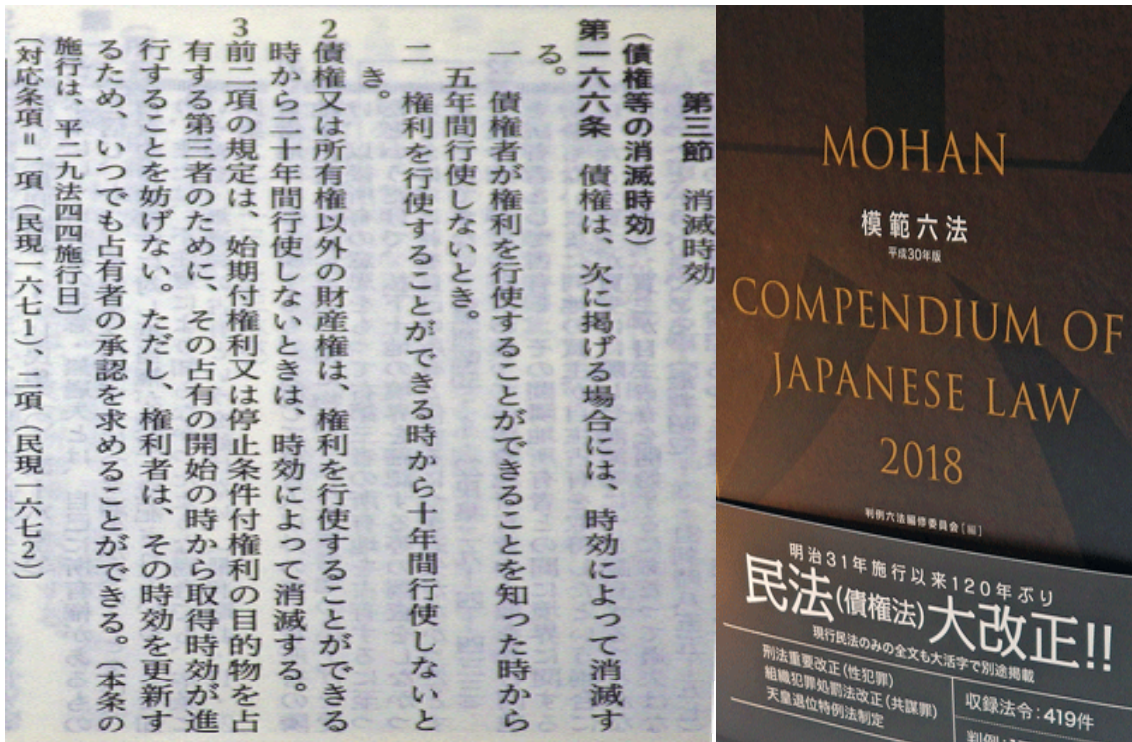 第三節　消滅時効
（債権等の消滅時効）
第一六六条　債権は、次に掲げる場合には、時効によって消滅す
る。
一　債権者が権利を行使することができることを知った時から
五年間行使しないとき。
二　権利を行使することができる時から十年間行使しないと
き。
2　債権又は所有権以外の財産権は、権利を行使することができる
時から二十年間行使しないときは、時効によって消滅する。
3　前二項の規定は、始期付権利又は停止条件付権利の目的物を占
有する第三者のために、その占有の開始の時から取得時効が進
行することを妨げない。ただし、権利者は、その時効を更新す
るため、いつでも占有者の承認を求めることができる。〔本条の
施行は、平二九法四四施行日〕
〔対応条項＝一項（民現一六七1）、二項（民現一六七2）〕
MOHAN
模範六法
平成30年版
COMPENDIUM OF
JAPANESE LAW
2018
判例六法編修委員会［編］
明治31年施行以来120年ぶり
民法(債権法)大改正!!
現行民法のみの全文も大活字で別途掲載
刑法重要改正（性犯罪）
組織犯罪処罰法改正（共謀罪）
天皇退位特例法制定
収録法令：419件